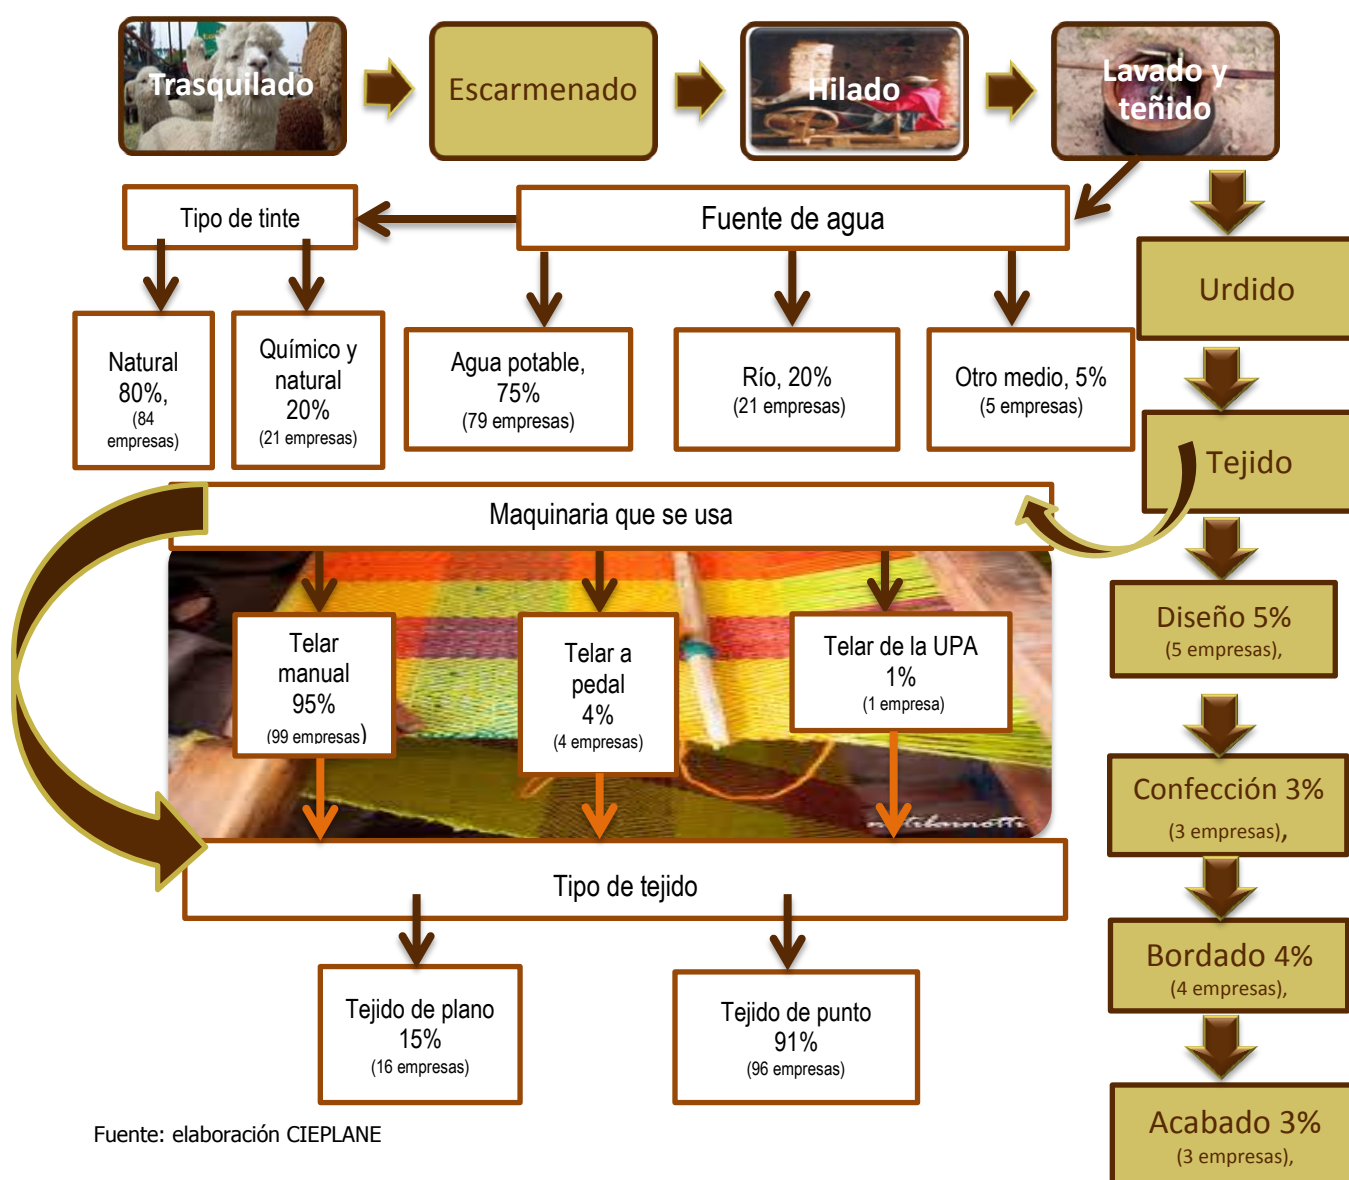 Trasquilado
Escarmenado
Hilado
Lavado y
teñido
Tipo de tinte
Fuente de agua
Urdido
Natural
80%,
(84
empresas)
Químico y
natural
20%
(21 empresas)
Agua potable,
75%
(79 empresas)
Río, 20%
(21 empresas)
Otro medio, 5%
(5 empresas)
Tejido
Maquinaria que se usa
Telar
manual
95%
(99 empresas)
Telar a
pedal
4%
(4 empresas)
Telar de la UPA
1%
(1 empresa)
Diseño 5%
(5 empresas),
Confección 3%
(3 empresas),
Tipo de tejido
Bordado 4%
(4 empresas),
Tejido de plano
15%
(16 empresas)
Tejido de punto
91%
(96 empresas)
Acabado 3%
(3 empresas),
Fuente: elaboración CIEPLANE